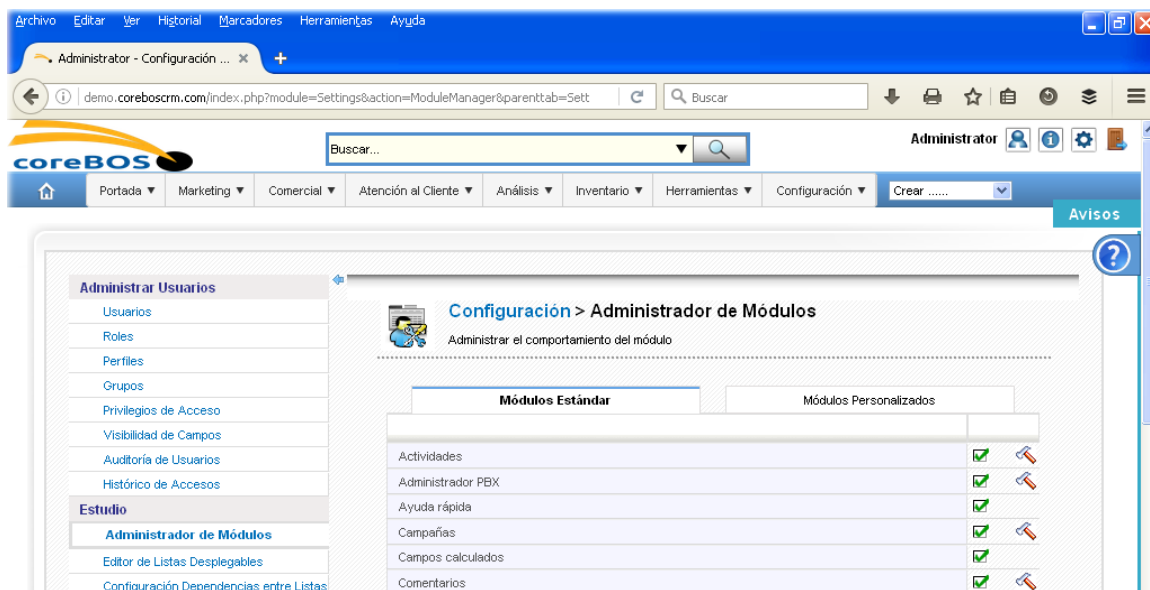 Archivo Editar Ver Historial Marcadores Herramientas Ayuda
Administrator - Configuración ...
demo.coreboscrm.com/index.php?module=Settings&action=ModuleManager&parenttab=Sett Buscar
coreBOS Buscar... Administrator
Portada Marketing Comercial Atención al Cliente Análisis Inventario Herramientas Configuración Crear ......
Avisos
?
Administrar Usuarios
Usuarios
Roles
Perfiles
Grupos
Privilegios de Acceso
Visibilidad de Campos
Auditoría de Usuarios
Histórico de Accesos
Estudio
Administrador de Módulos
Editor de Listas Desplegables
Configuración Dependencias entre Listas
Configuración > Administrador de Módulos
Administrar el comportamiento del módulo
Módulos Estándar Módulos Personalizados
Actividades
Administrador PBX
Ayuda rápida
Campañas
Campos calculados
Comentarios